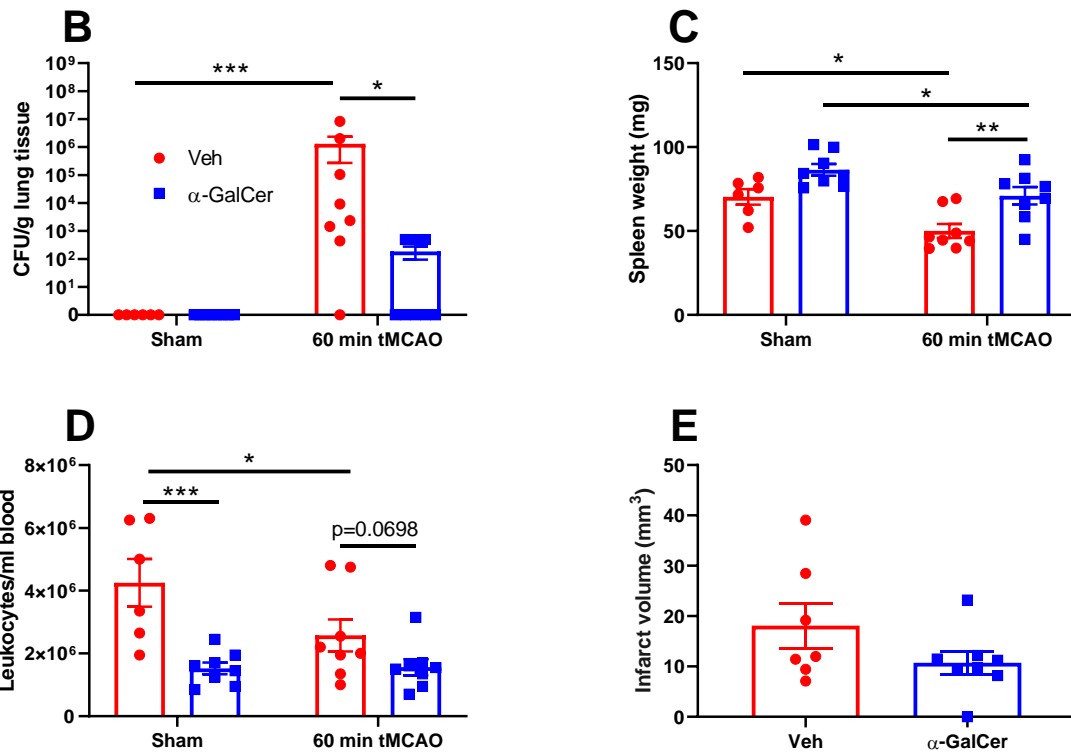 B
CFU/g lung tissue
10⁹
10⁸
10⁷
10⁶
10⁵
10⁴
10³
10²
10¹
0
***
*
Veh
α-GalCer
Sham
60 min tMCAO
C
Spleen weight (mg)
150
100
50
0
*
*
**
Sham
60 min tMCAO
D
Leukocytes/ml blood
8×10⁶
6×10⁶
4×10⁶
2×10⁶
0
*
***
p=0.0698
Sham
60 min tMCAO
E
Infarct volume (mm³)
50
40
30
20
10
0
Veh
α-GalCer